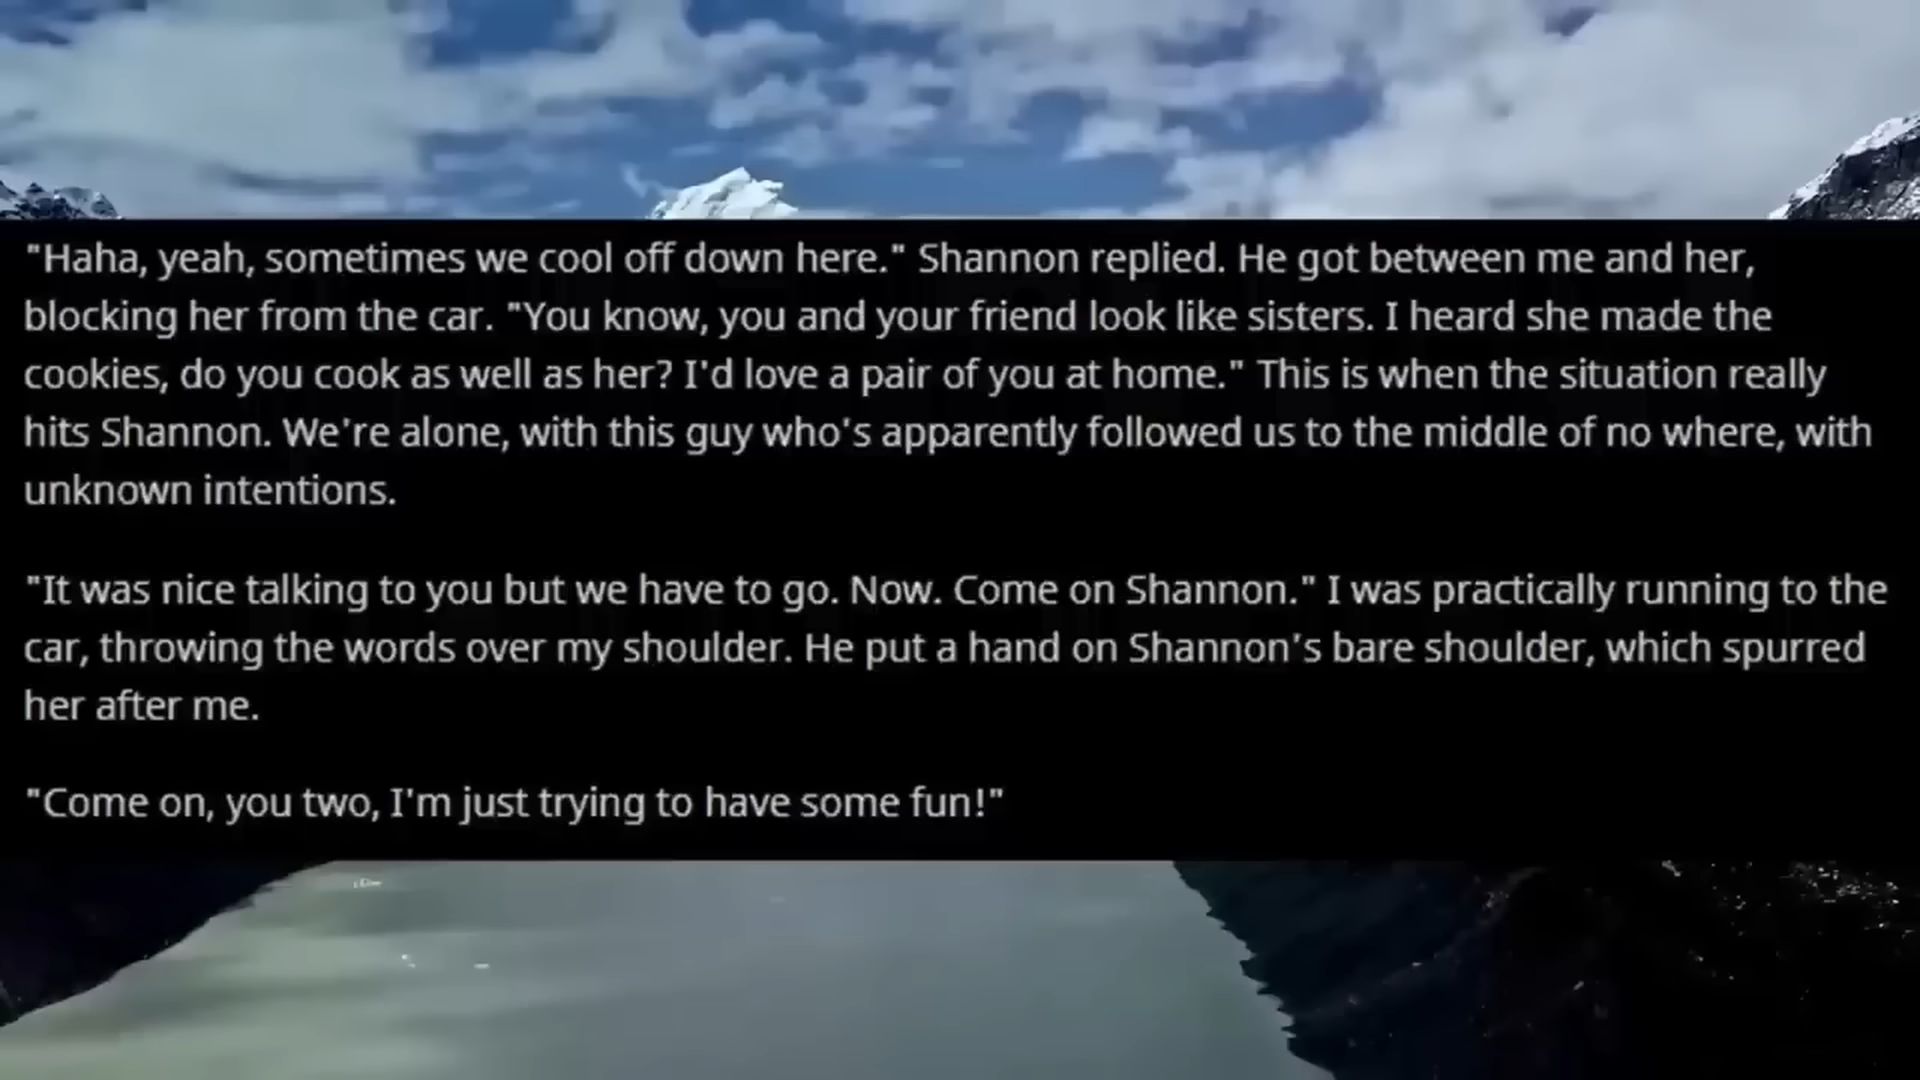 "Haha, yeah, sometimes we cool off down here." Shannon replied. He got between me and her,
blocking her from the car. "You know, you and your friend look like sisters. I heard she made the
cookies, do you cook as well as her? I'd love a pair of you at home." This is when the situation really
hits Shannon. We're alone, with this guy who's apparently followed us to the middle of no where, with
unknown intentions.
"It was nice talking to you but we have to go. Now. Come on Shannon." I was practically running to the
car, throwing the words over my shoulder. He put a hand on Shannon's bare shoulder, which spurred
her after me.
"Come on, you two, I'm just trying to have some fun!"